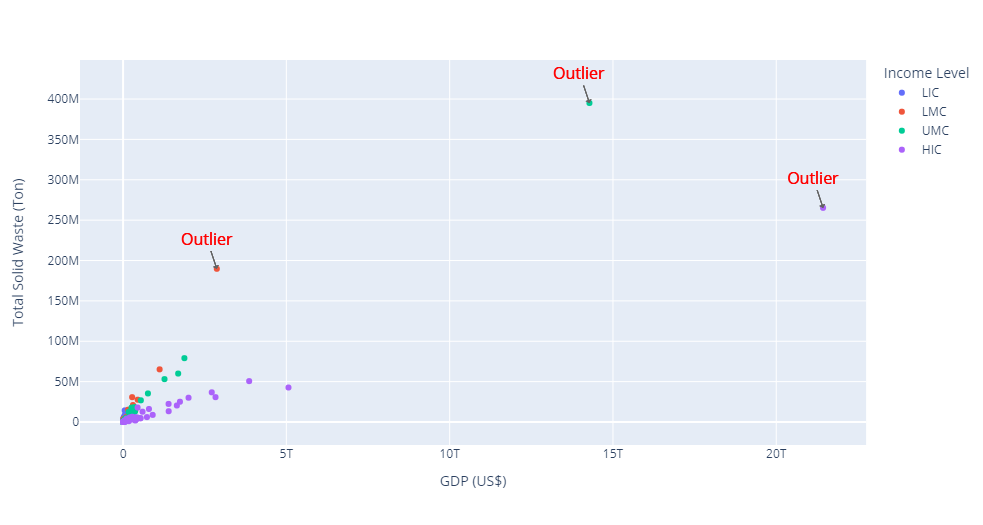 Outlier
Outlier
Outlier
Income Level
LIC
LMC
UMC
HIC
Total Solid Waste (Ton)
400M
350M
300M
250M
200M
150M
100M
50M
0
0 5T 10T 15T 20T
GDP (US$)